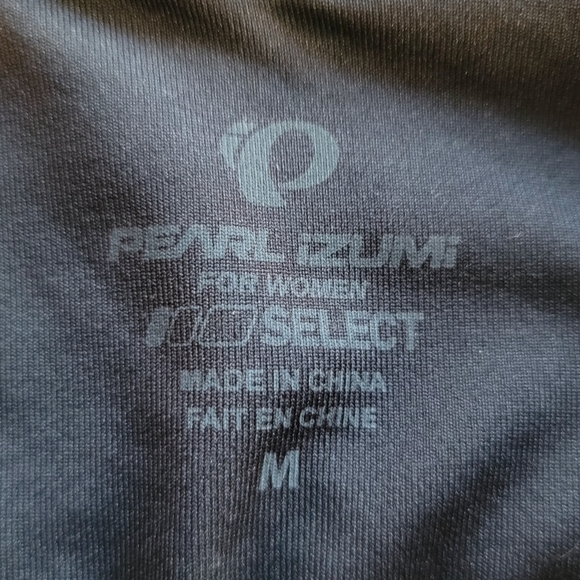 PEARL iZUMi
FOR WOMEN
SELECT
MADE IN CHINA
FAIT EN CHINE
M